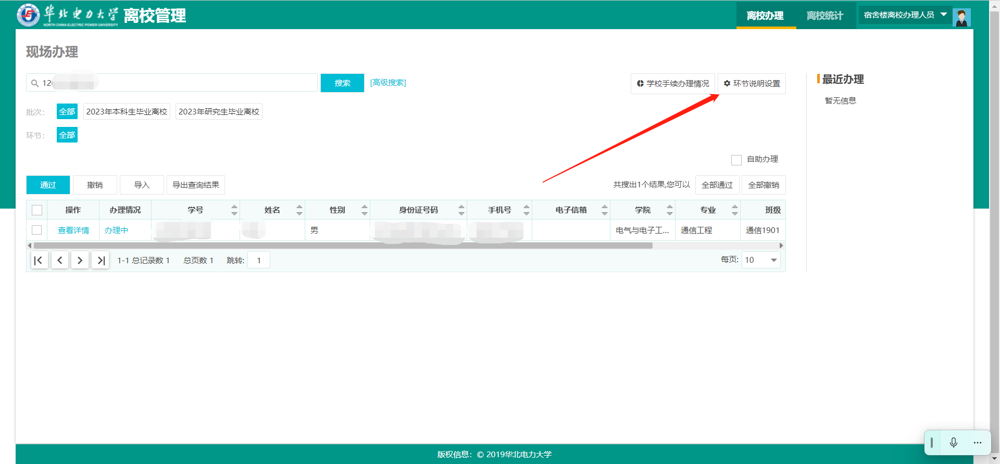 华北电力大学 离校管理
NORTH CHINA ELECTRIC POWER UNIVERSITY
离校办理 离校统计 宿舍楼离校办理人员
现场办理
12 搜索 [高级搜索] 学校手续办理情况 环节说明设置
最近办理
暂无信息
批次： 全部 2023年本科生毕业离校 2023年研究生毕业离校
环节： 全部
自助办理
通过 撤销 导入 导出查询结果 共搜出1个结果,您可以 全部通过 全部撤销
操作 办理情况 学号 姓名 性别 身份证号码 手机号 电子信箱 学院 专业 班级
查看详情 办理中 男 电气与电子工... 通信工程 通信1901
1-1 总记录数 1 总页数 1 跳转: 1 每页: 10
版权信息：© 2019华北电力大学